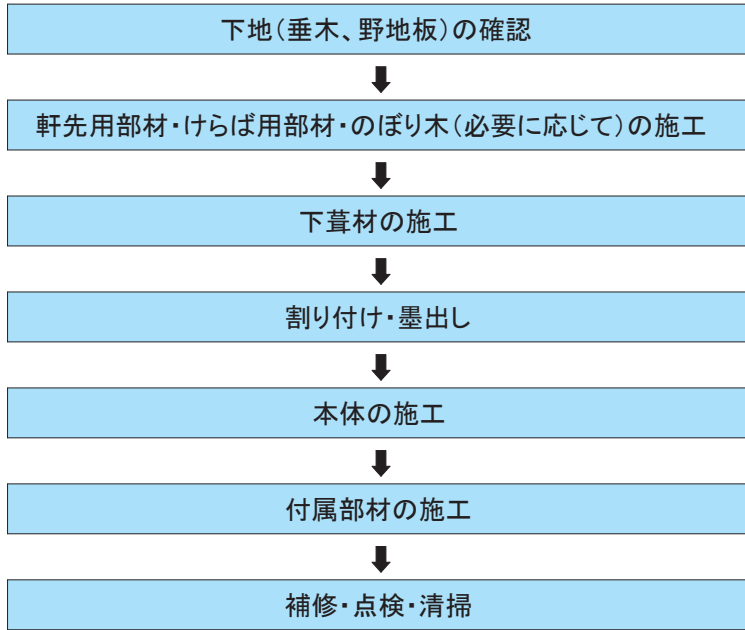 下地（垂木、野地板）の確認
軒先用部材・けらば用部材・のぼり木（必要に応じて）の施工
下葺材の施工
割り付け・墨出し
本体の施工
付属部材の施工
補修・点検・清掃